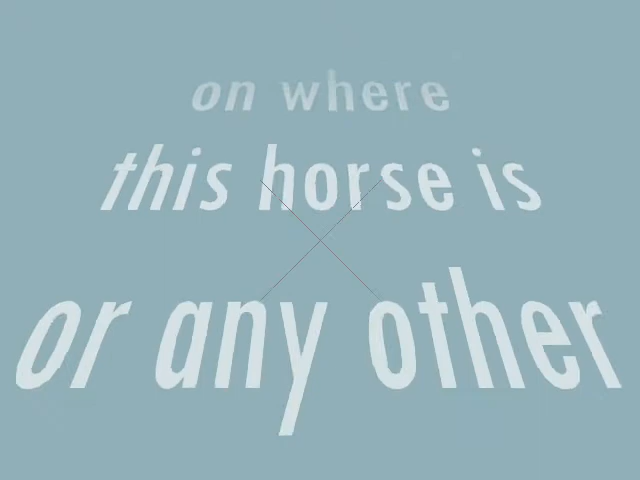 on where
this horse is
or any other